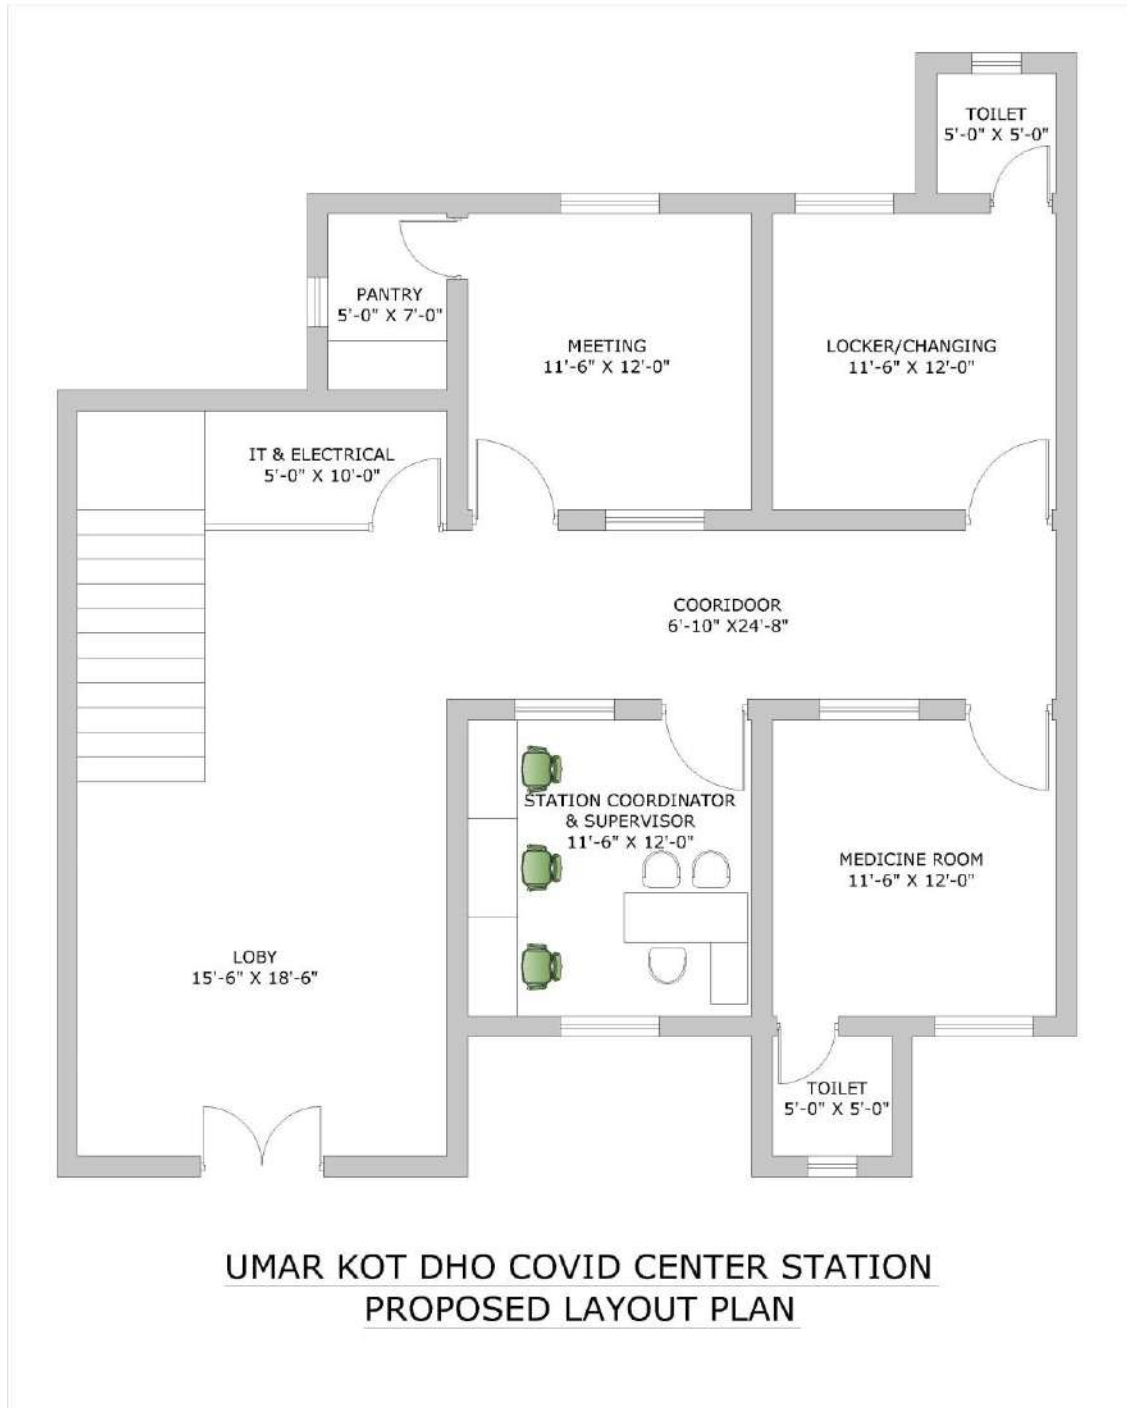 TOILET
5'-0" X 5'-0"
PANTRY
5'-0" X 7'-0"
MEETING
11'-6" X 12'-0"
LOCKER/CHANGING
11'-6" X 12'-0"
IT & ELECTRICAL
5'-0" X 10'-0"
COORIDOOR
6'-10" X24'-8"
STATION COORDINATOR
& SUPERVISOR
11'-6" X 12'-0"
MEDICINE ROOM
11'-6" X 12'-0"
LOBY
15'-6" X 18'-6"
TOILET
5'-0" X 5'-0"
UMAR KOT DHO COVID CENTER STATION
PROPOSED LAYOUT PLAN